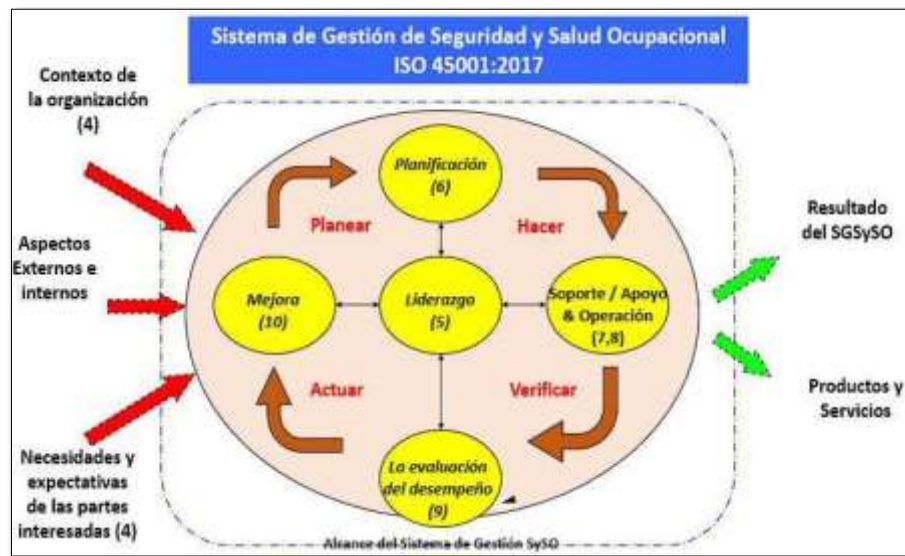 Sistema de Gestión de Seguridad y Salud Ocupacional
ISO 45001:2017
Contexto de
la organización
(4)
Aspectos
Externos e
internos
Necesidades y
expectativas
de las partes
interesadas (4)
Planificación
(6)
Planear
Hacer
Mejora
(10)
Liderazgo
(5)
Soporte / Apoyo
& Operación
(7,8)
Actuar
Verificar
La evaluación
del desempeño
(9)
Alcance del Sistema de Gestión SySO
Resultado
del SGSySO
Productos y
Servicios